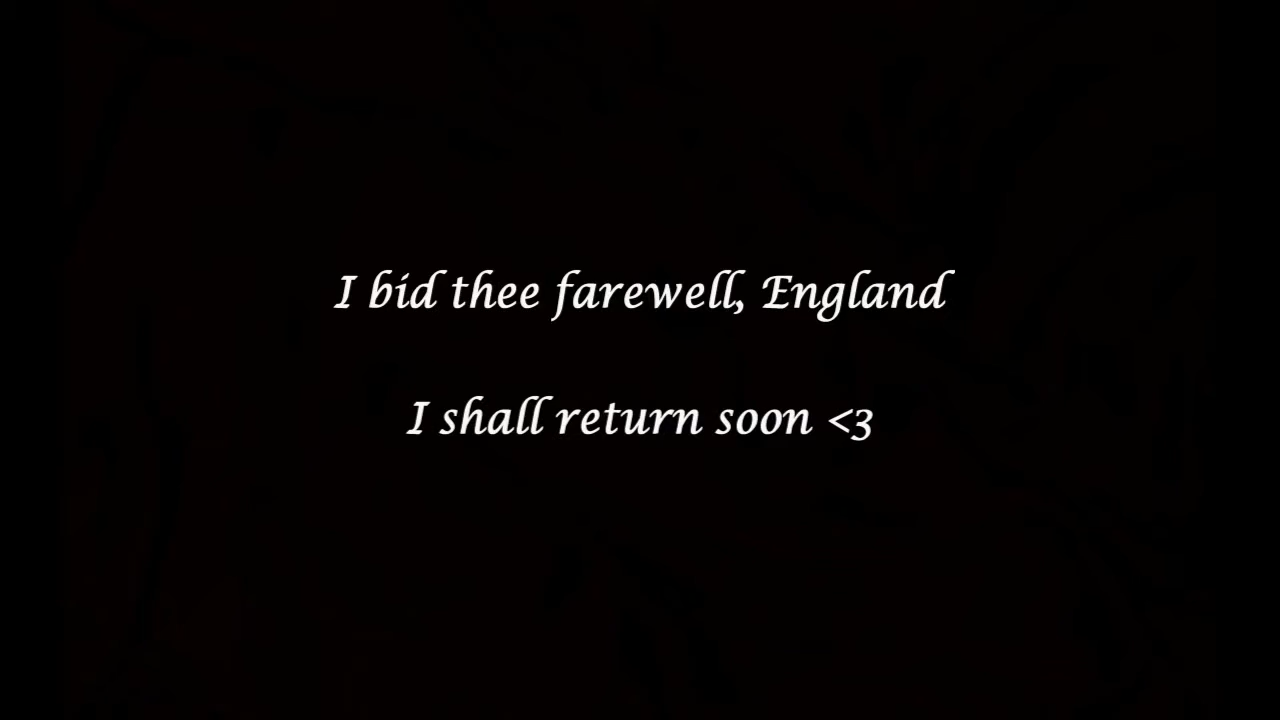 I bid thee farewell, England
I shall return soon <3